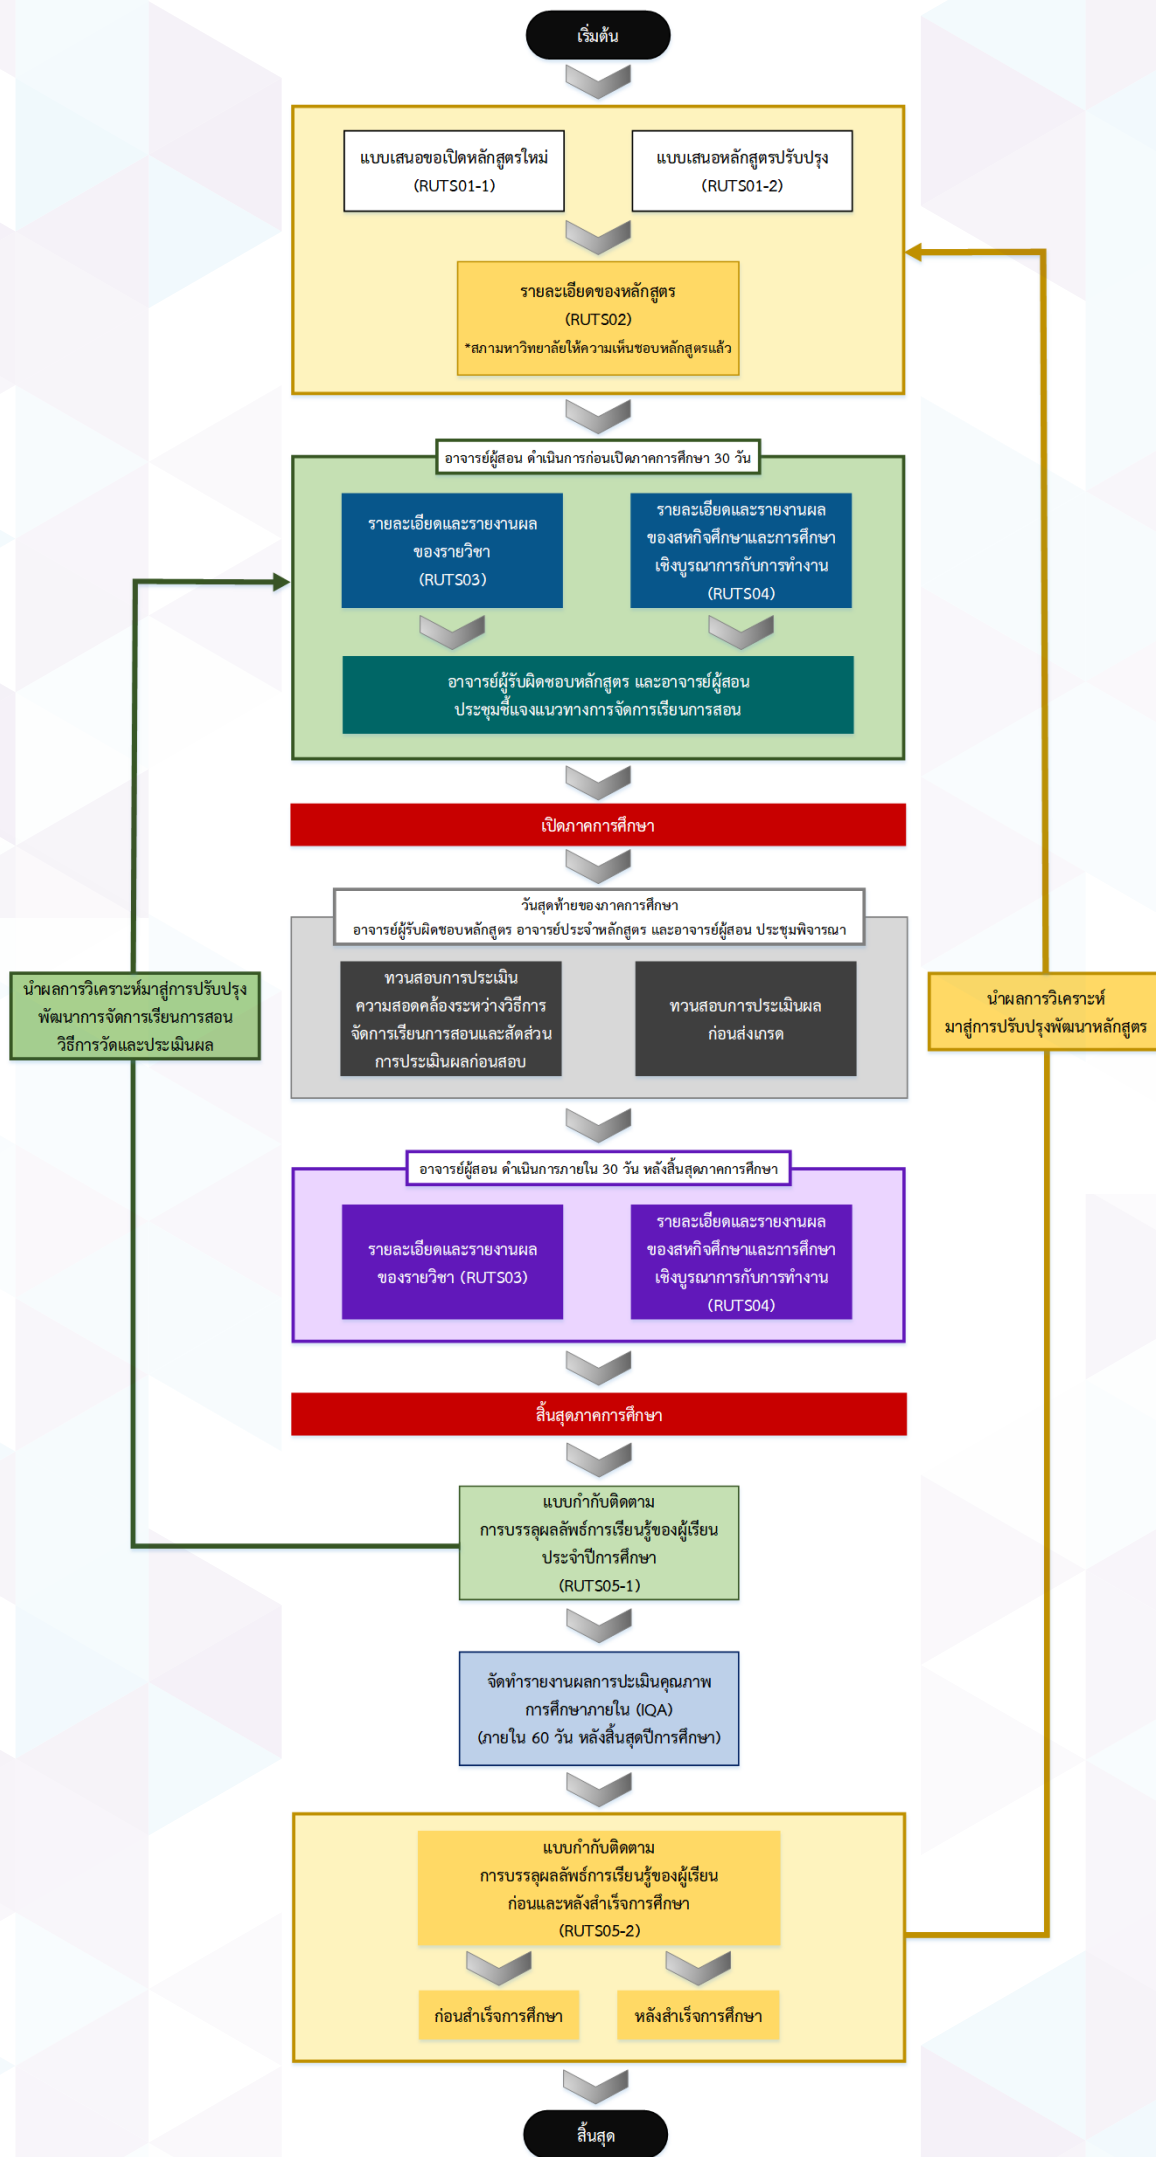 เริ่มต้น
แบบเสนอขอเปิดหลักสูตรใหม่
(RUTS01-1)
แบบเสนอหลักสูตรปรับปรุง
(RUTS01-2)
รายละเอียดของหลักสูตร
(RUTS02)
*สภามหาวิทยาลัยให้ความเห็นชอบหลักสูตรแล้ว
อาจารย์ผู้สอน ดำเนินการก่อนเปิดภาคการศึกษา 30 วัน
รายละเอียดและรายงานผล
ของรายวิชา
(RUTS03)
รายละเอียดและรายงานผล
ของสหกิจศึกษาและการศึกษา
เชิงบูรณาการกับการทำงาน
(RUTS04)
อาจารย์ผู้รับผิดชอบหลักสูตร และอาจารย์ผู้สอน
ประชุมชี้แจงแนวทางการจัดการเรียนการสอน
เปิดภาคการศึกษา
วันสุดท้ายของภาคการศึกษา
อาจารย์ผู้รับผิดชอบหลักสูตร อาจารย์ประจำหลักสูตร และอาจารย์ผู้สอน ประชุมพิจารณา
ทวนสอบการประเมิน
ความสอดคล้องระหว่างวิธีการ
จัดการเรียนการสอนและสัดส่วน
การประเมินผลก่อนสอบ
ทวนสอบการประเมินผล
ก่อนส่งเกรด
นำผลการวิเคราะห์มาสู่การปรับปรุง
พัฒนาการจัดการเรียนการสอน
วิธีการวัดและประเมินผล
นำผลการวิเคราะห์
มาสู่การปรับปรุงพัฒนาหลักสูตร
อาจารย์ผู้สอน ดำเนินการภายใน 30 วัน หลังสิ้นสุดภาคการศึกษา
รายละเอียดและรายงานผล
ของรายวิชา (RUTS03)
รายละเอียดและรายงานผล
ของสหกิจศึกษาและการศึกษา
เชิงบูรณาการกับการทำงาน
(RUTS04)
สิ้นสุดภาคการศึกษา
แบบกำกับติดตาม
การบรรลุผลลัพธ์การเรียนรู้ของผู้เรียน
ประจำปีการศึกษา
(RUTS05-1)
จัดทำรายงานผลการปะเมินคุณภาพ
การศึกษาภายใน (IQA)
(ภายใน 60 วัน หลังสิ้นสุดปีการศึกษา)
แบบกำกับติดตาม
การบรรลุผลลัพธ์การเรียนรู้ของผู้เรียน
ก่อนและหลังสำเร็จการศึกษา
(RUTS05-2)
ก่อนสำเร็จการศึกษา
หลังสำเร็จการศึกษา
สิ้นสุด